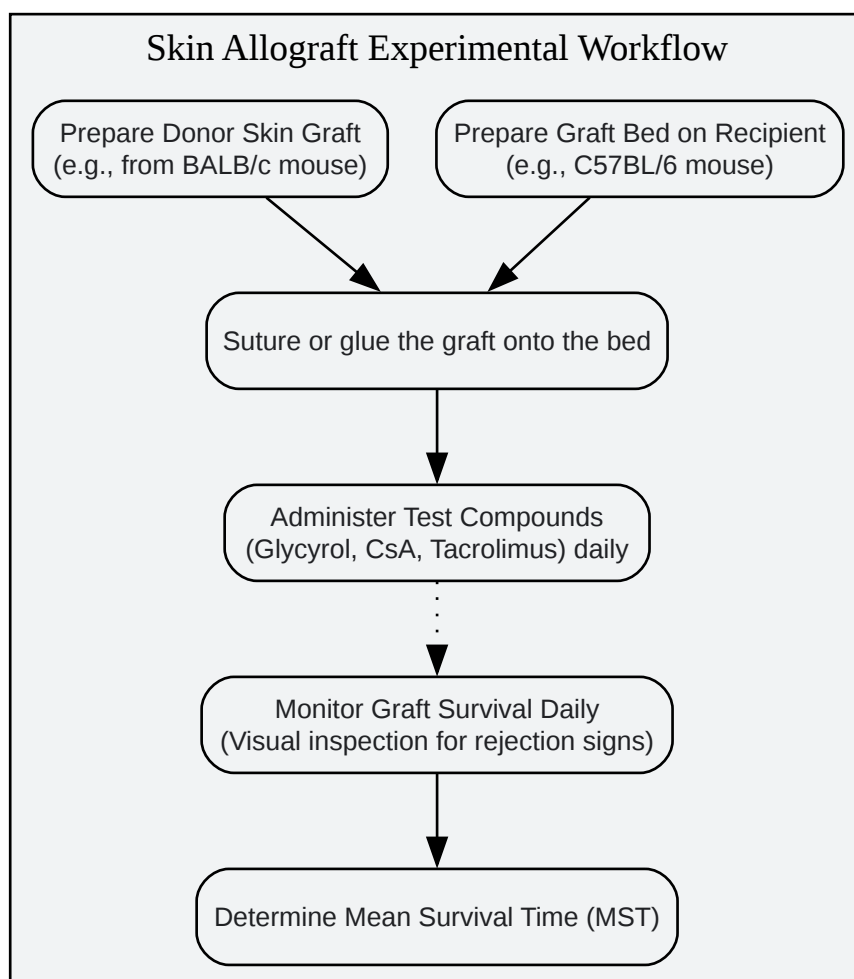 Skin Allograft Experimental Workflow
Prepare Donor Skin Graft
(e.g., from BALB/c mouse)
Prepare Graft Bed on Recipient
(e.g., C57BL/6 mouse)
Suture or glue the graft onto the bed
Administer Test Compounds
(Glycyrol, CsA, Tacrolimus) daily
Monitor Graft Survival Daily
(Visual inspection for rejection signs)
Determine Mean Survival Time (MST)